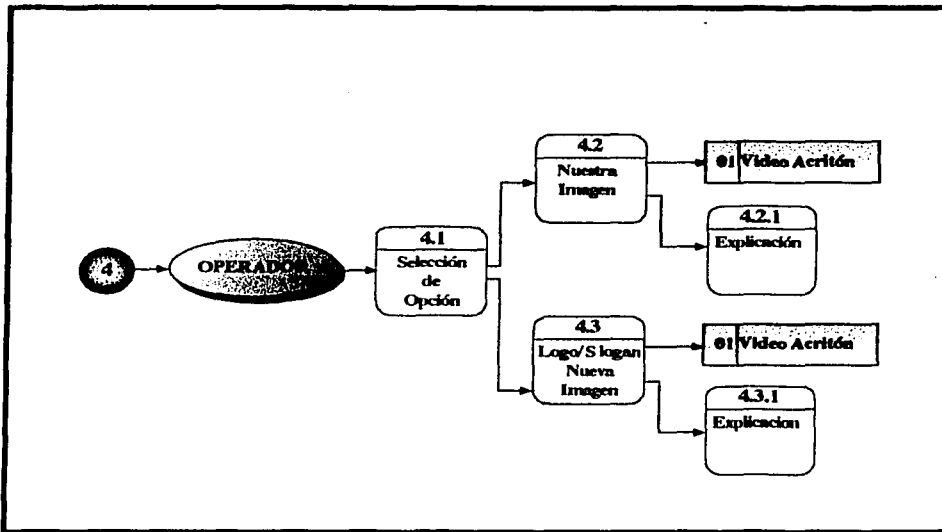 4
OPERADOR
4.1
Selección
de
Opción
4.2
Nuestra
Imagen
01 Video Acritón
4.2.1
Explicación
4.3
Logo/Slogan
Nueva
Imagen
01 Video Acritón
4.3.1
Explicacion